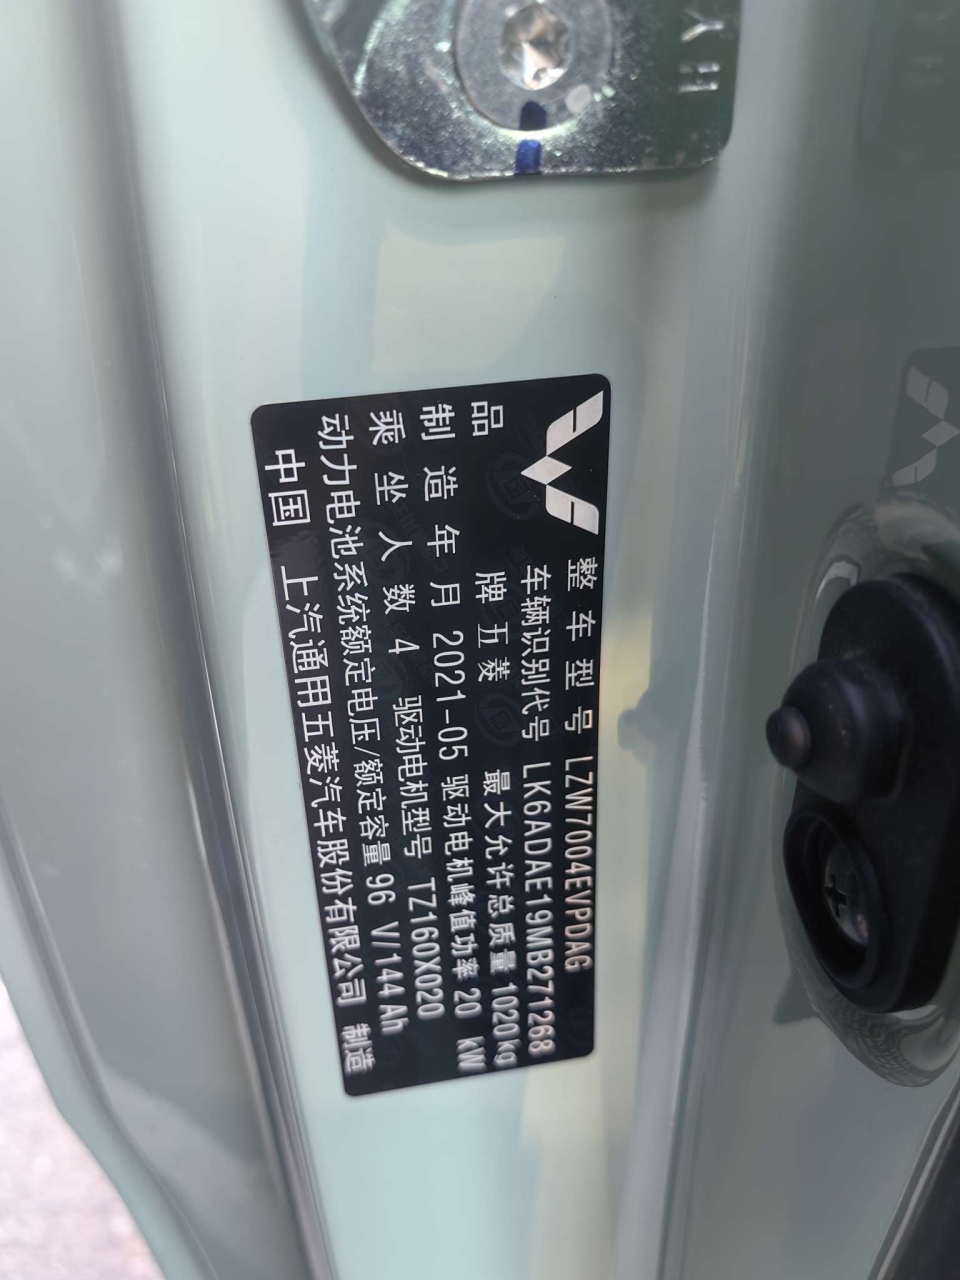 HY
整车型号 LZW7004EVPDAG
车辆识别代号 LK6ADAE19MB271268
品牌 五菱 最大允许总质量 1020kg
制造年月 2021-05 驱动电机峰值功率 20 kW
乘坐人数 4 驱动电机型号 TZ160X020
动力电池系统额定电压/额定容量 96 V/144Ah
中国 上汽通用五菱汽车股份有限公司 制造